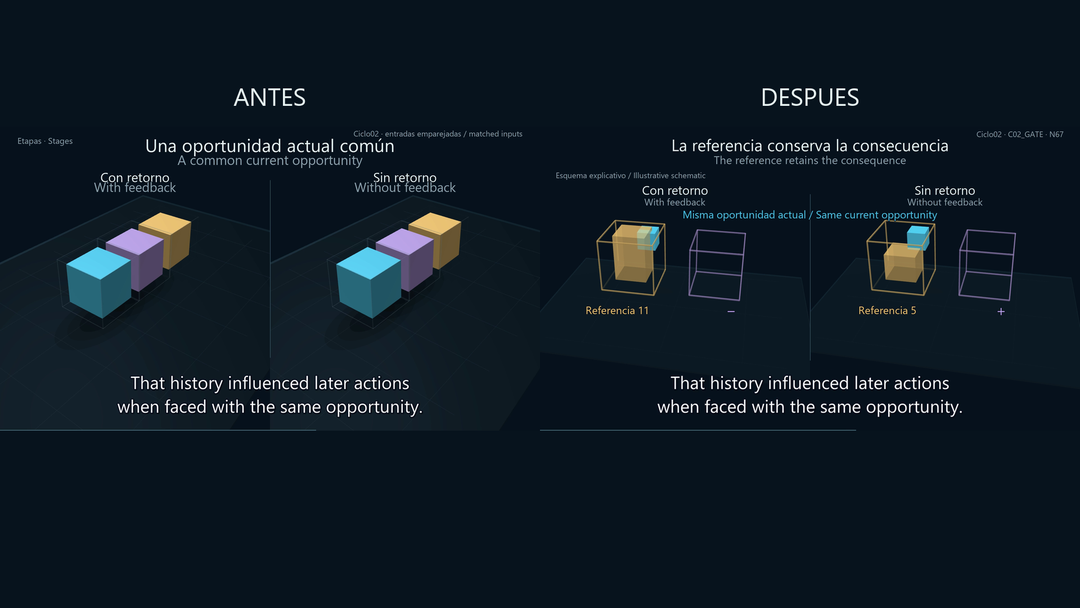 ANTES
Etapas · Stages
Ciclo02 · entradas emparejadas / matched inputs
Una oportunidad actual común
A common current opportunity
Con retorno
With feedback
Sin retorno
Without feedback
That history influenced later actions
when faced with the same opportunity.
DESPUES
Ciclo02 · C02_GATE · N67
La referencia conserva la consecuencia
The reference retains the consequence
Esquema explicativo / Illustrative schematic
Con retorno
With feedback
Sin retorno
Without feedback
Misma oportunidad actual / Same current opportunity
Referencia 11
−
Referencia 5
+
That history influenced later actions
when faced with the same opportunity.